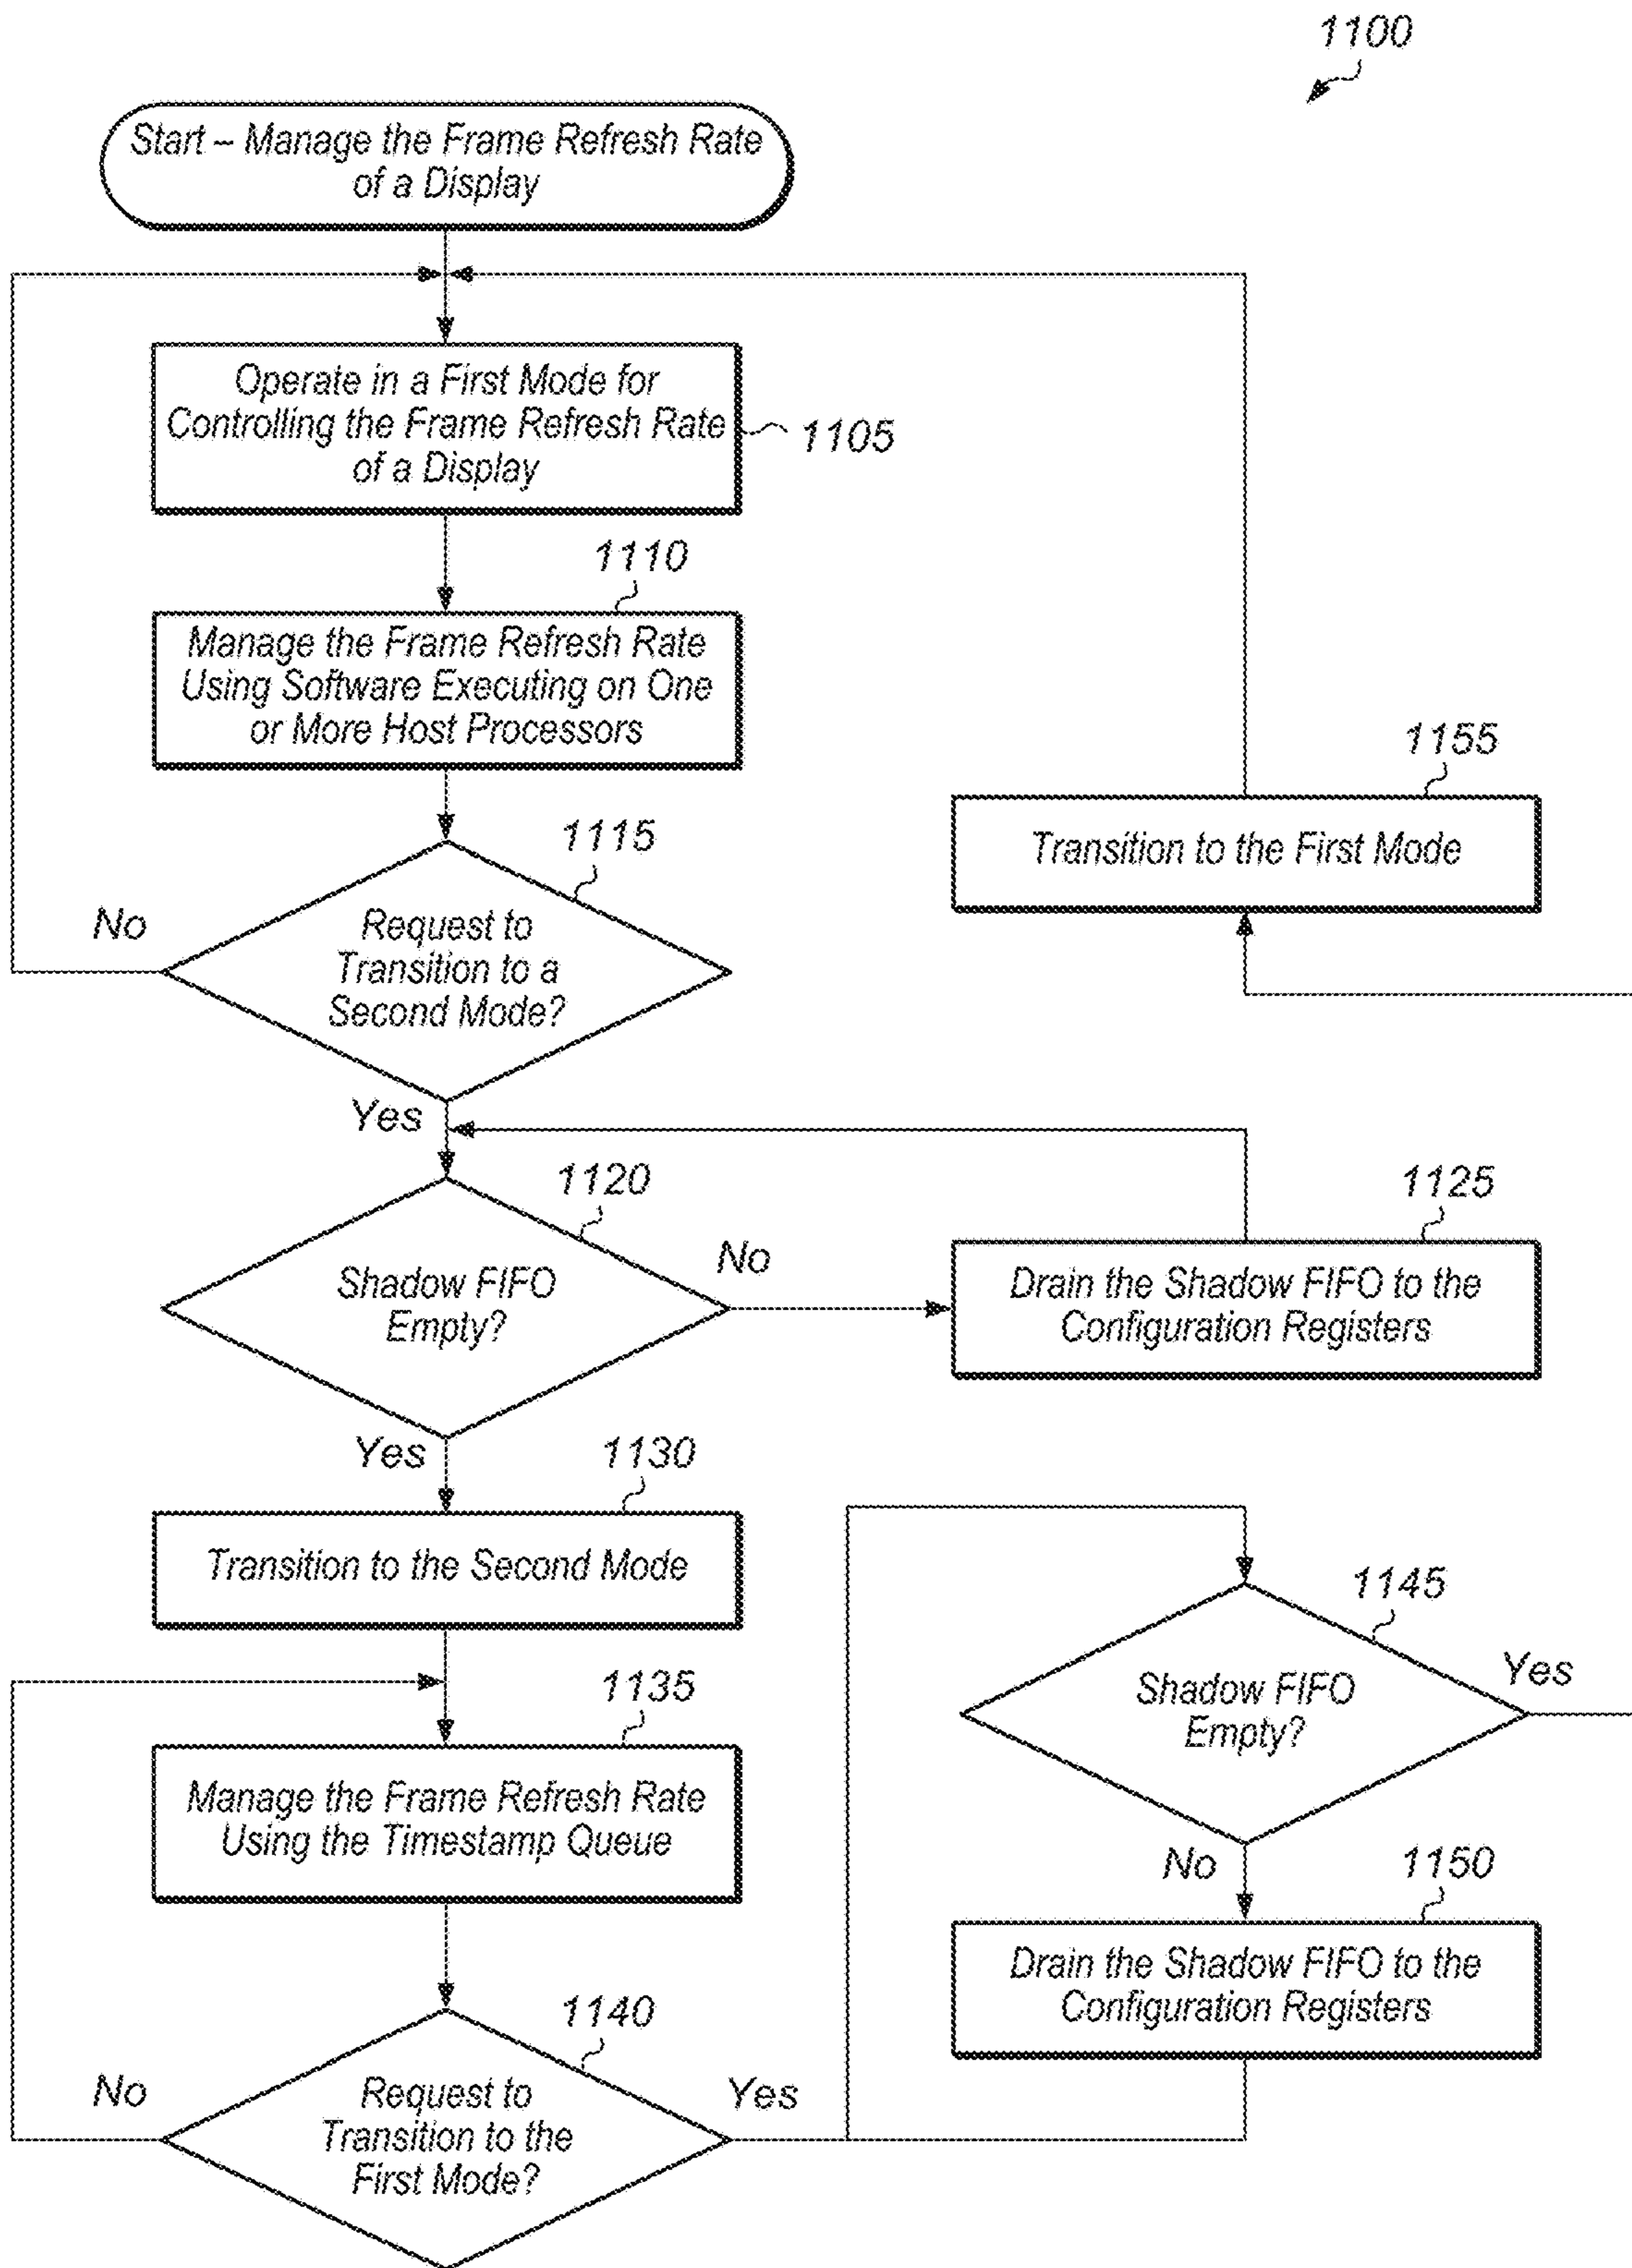 1100
Start – Manage the Frame Refresh Rate
of a Display
Operate in a First Mode for
Controlling the Frame Refresh Rate
of a Display
1105
1110
Manage the Frame Refresh Rate
Using Software Executing on One
or More Host Processors
1155
Transition to the First Mode
1115
No
Request to
Transition to a
Second Mode?
Yes
1120
Shadow FIFO
Empty?
No
1125
Drain the Shadow FIFO to the
Configuration Registers
Yes
1130
Transition to the Second Mode
1135
Manage the Frame Refresh Rate
Using the Timestamp Queue
1140
No
Request to
Transition to the
First Mode?
Yes
1145
Shadow FIFO
Empty?
Yes
No
1150
Drain the Shadow FIFO to the
Configuration Registers